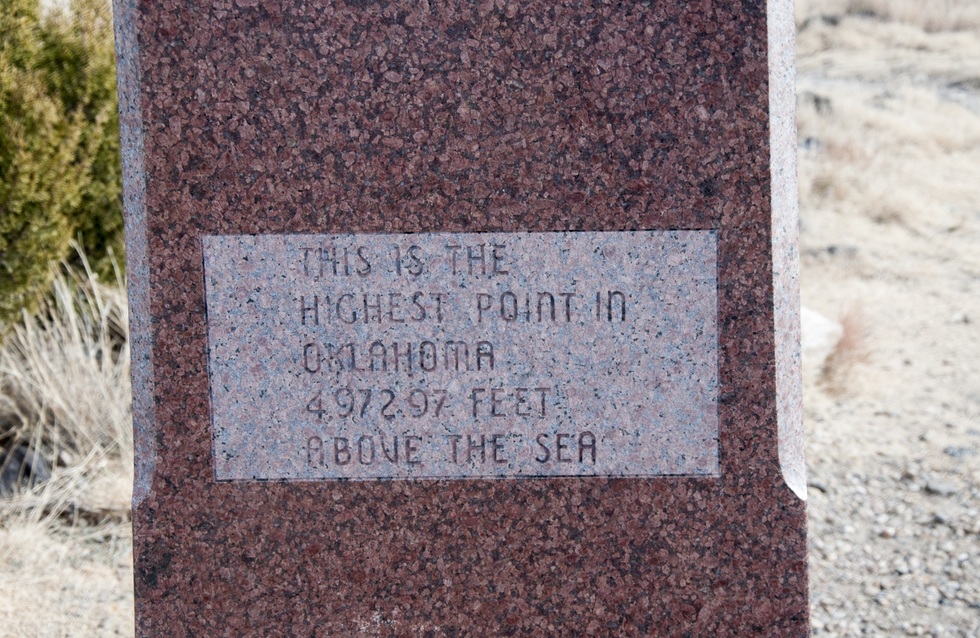 THIS IS THE
HIGHEST POINT IN
OKLAHOMA
4972.97 FEET
ABOVE THE SEA